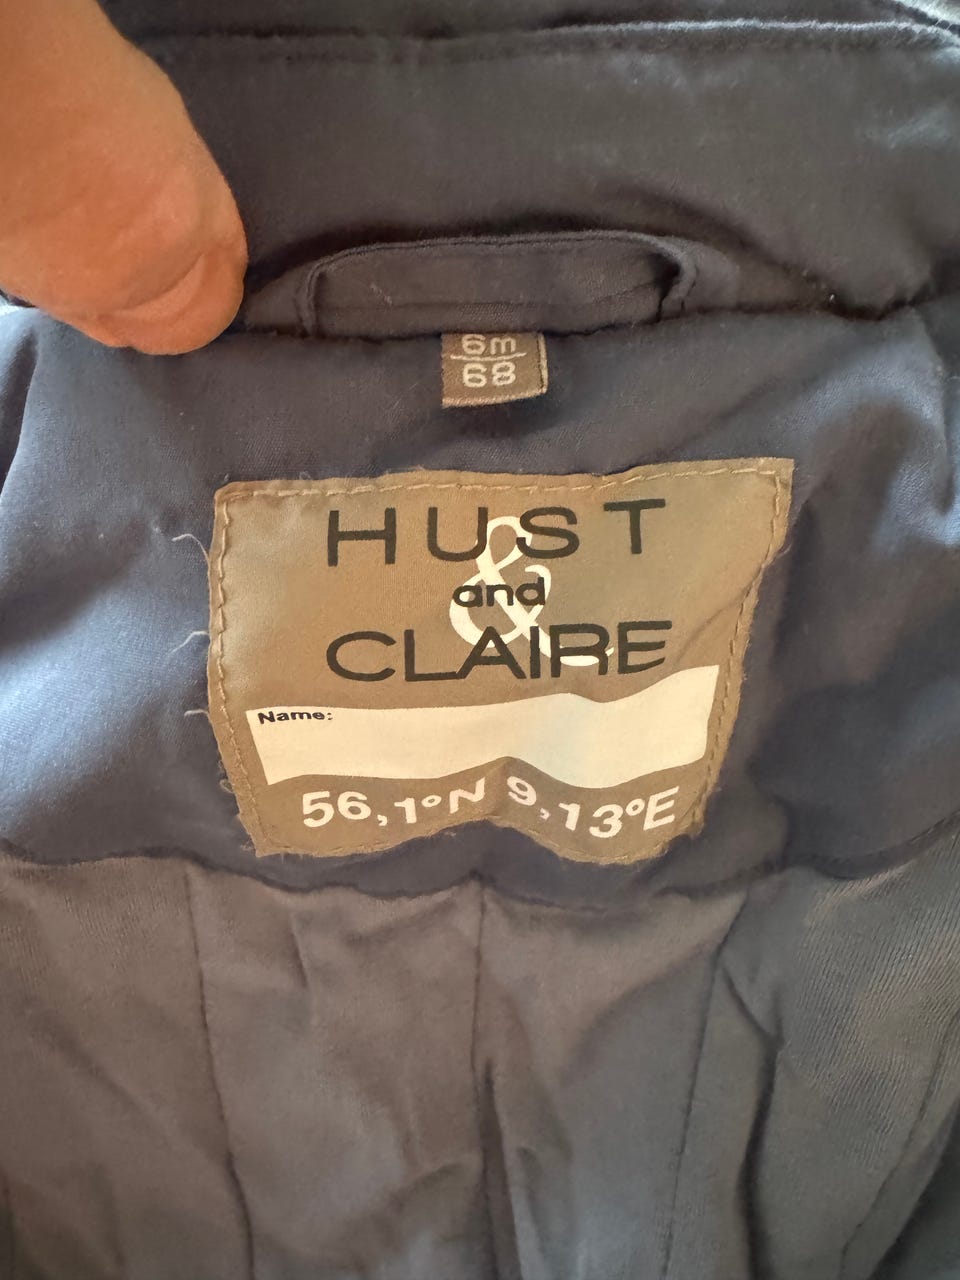 6m
68
HUST
&
and
CLAIRE
Name:
56,1°N 9,13°E